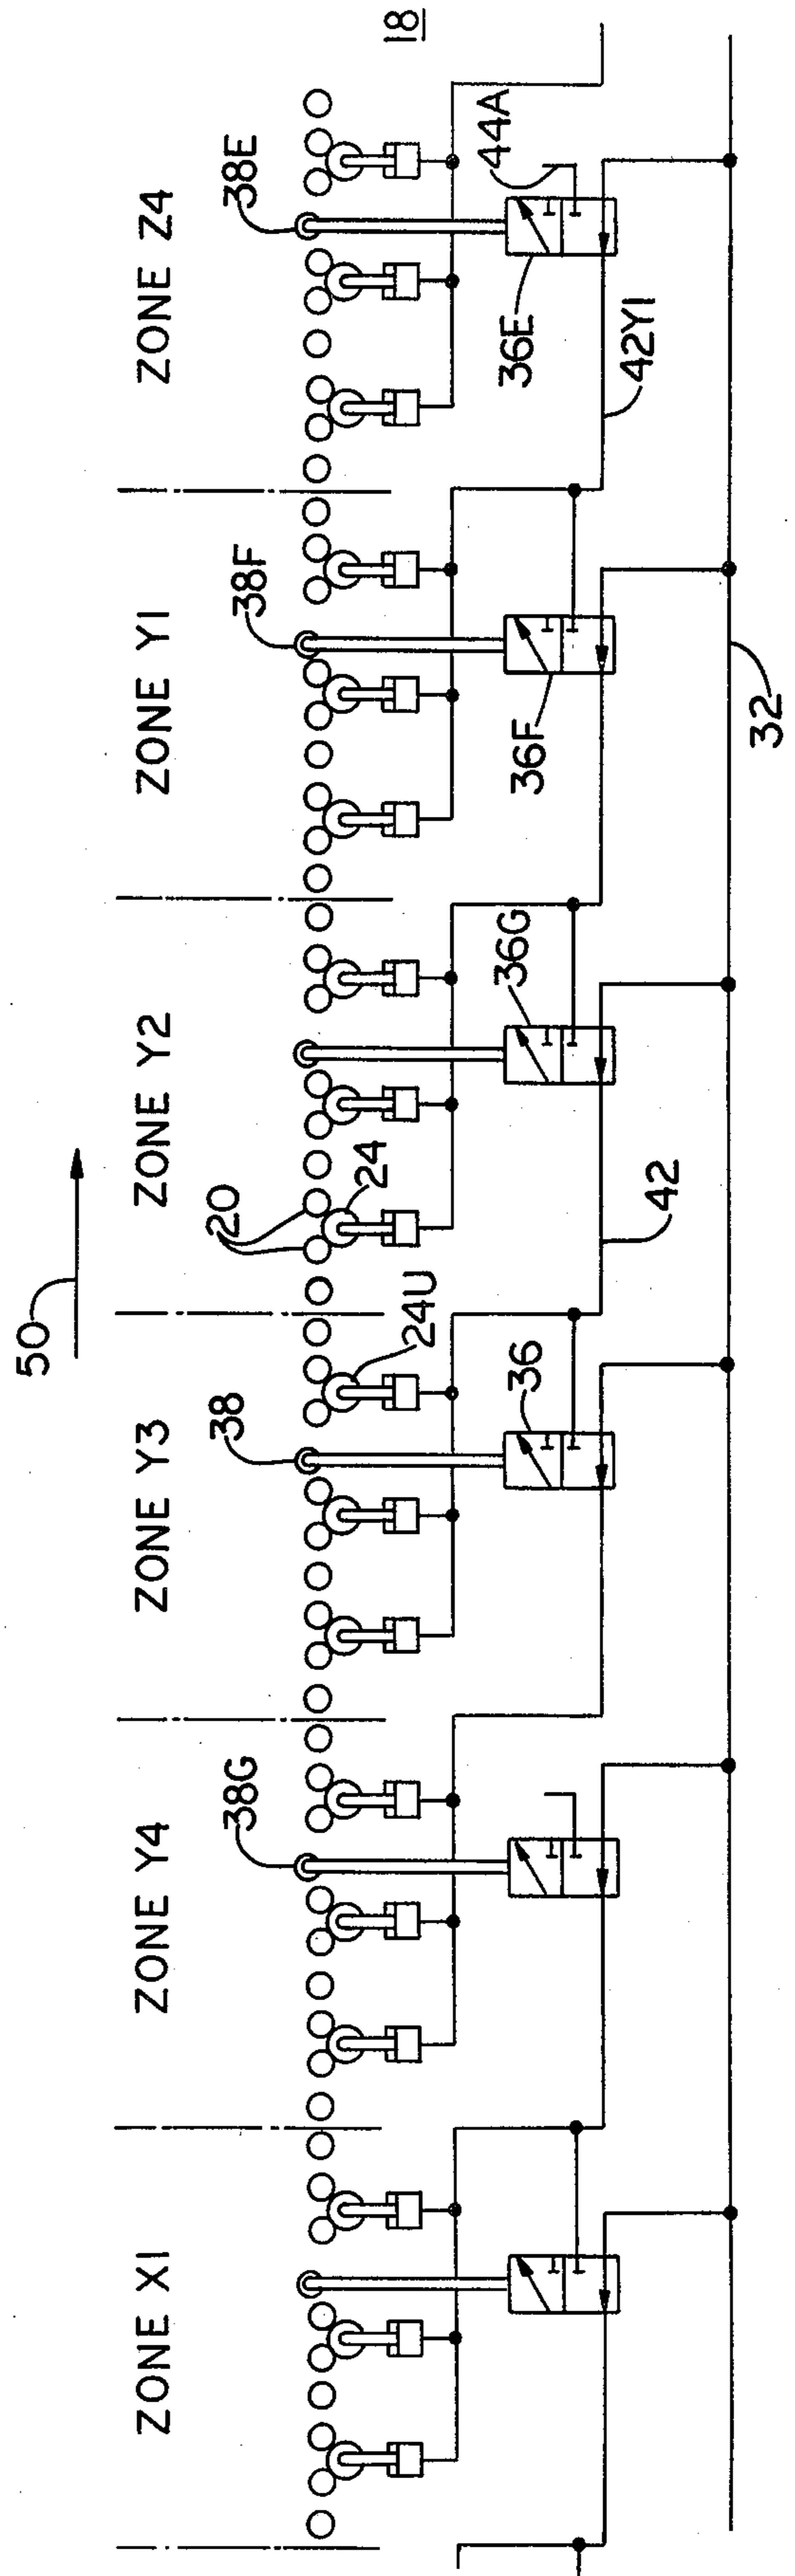 18
50
ZONE X1
ZONE Y4
ZONE Y3
ZONE Y2
ZONE Y1
ZONE Z4
38G
38
24U
20
24
38F
38E
36
36G
36F
36E
44A
42
42Y1
32